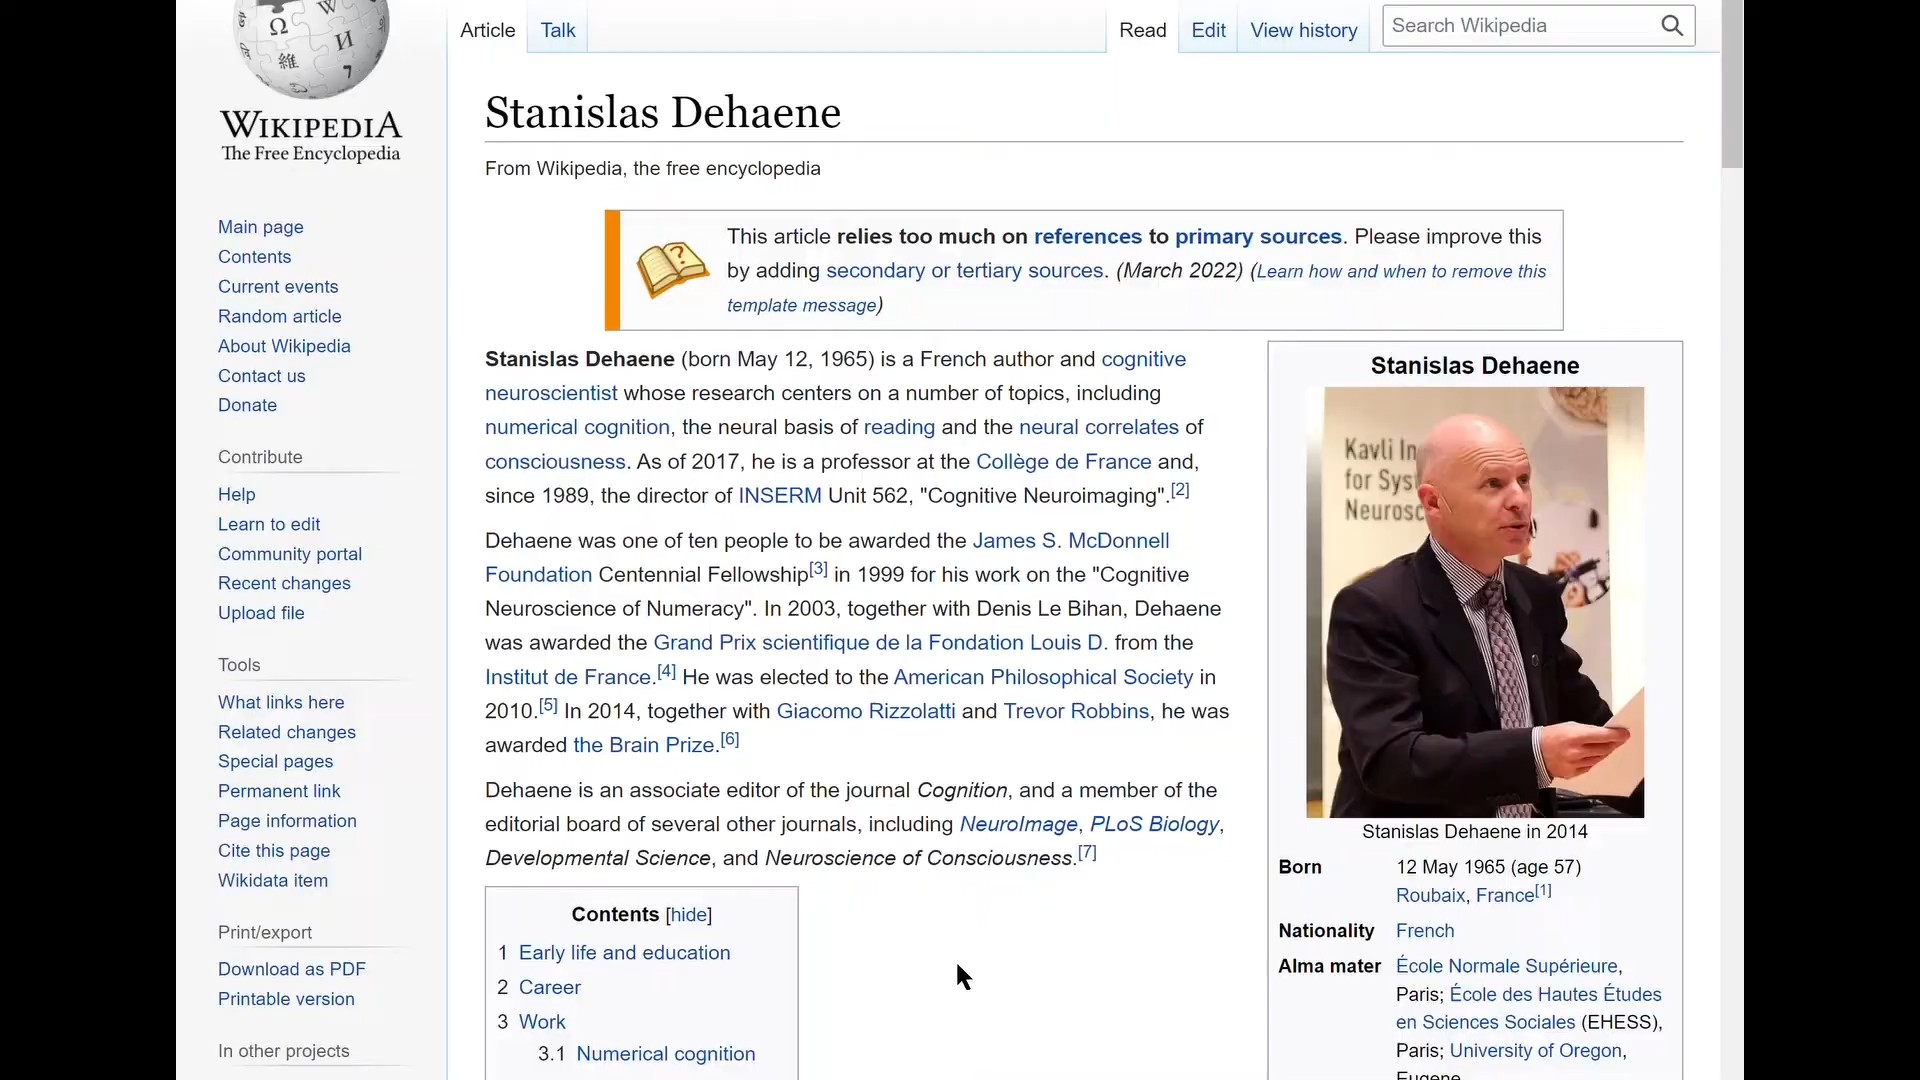 Ω
W
И
維
WIKIPEDIA
The Free Encyclopedia
Main page
Contents
Current events
Random article
About Wikipedia
Contact us
Donate
Contribute
Help
Learn to edit
Community portal
Recent changes
Upload file
Tools
What links here
Related changes
Special pages
Permanent link
Page information
Cite this page
Wikidata item
Print/export
Download as PDF
Printable version
In other projects
Article
Talk
Read
Edit
View history
Search Wikipedia
Stanislas Dehaene
From Wikipedia, the free encyclopedia
This article relies too much on references to primary sources. Please improve this
by adding secondary or tertiary sources. (March 2022) (Learn how and when to remove this
template message)
Stanislas Dehaene (born May 12, 1965) is a French author and cognitive
neuroscientist whose research centers on a number of topics, including
numerical cognition, the neural basis of reading and the neural correlates of
consciousness. As of 2017, he is a professor at the Collège de France and,
since 1989, the director of INSERM Unit 562, "Cognitive Neuroimaging".[2]
Dehaene was one of ten people to be awarded the James S. McDonnell
Foundation Centennial Fellowship[3] in 1999 for his work on the "Cognitive
Neuroscience of Numeracy". In 2003, together with Denis Le Bihan, Dehaene
was awarded the Grand Prix scientifique de la Fondation Louis D. from the
Institut de France.[4] He was elected to the American Philosophical Society in
2010.[5] In 2014, together with Giacomo Rizzolatti and Trevor Robbins, he was
awarded the Brain Prize.[6]
Dehaene is an associate editor of the journal Cognition, and a member of the
editorial board of several other journals, including NeuroImage, PLoS Biology,
Developmental Science, and Neuroscience of Consciousness.[7]
Contents [hide]
1 Early life and education
2 Career
3 Work
3.1 Numerical cognition
Stanislas Dehaene
Kavli In
for Sys
Neurosc
Stanislas Dehaene in 2014
Born 12 May 1965 (age 57)
Roubaix, France[1]
Nationality French
Alma mater École Normale Supérieure,
Paris; École des Hautes Études
en Sciences Sociales (EHESS),
Paris; University of Oregon,
Eugene